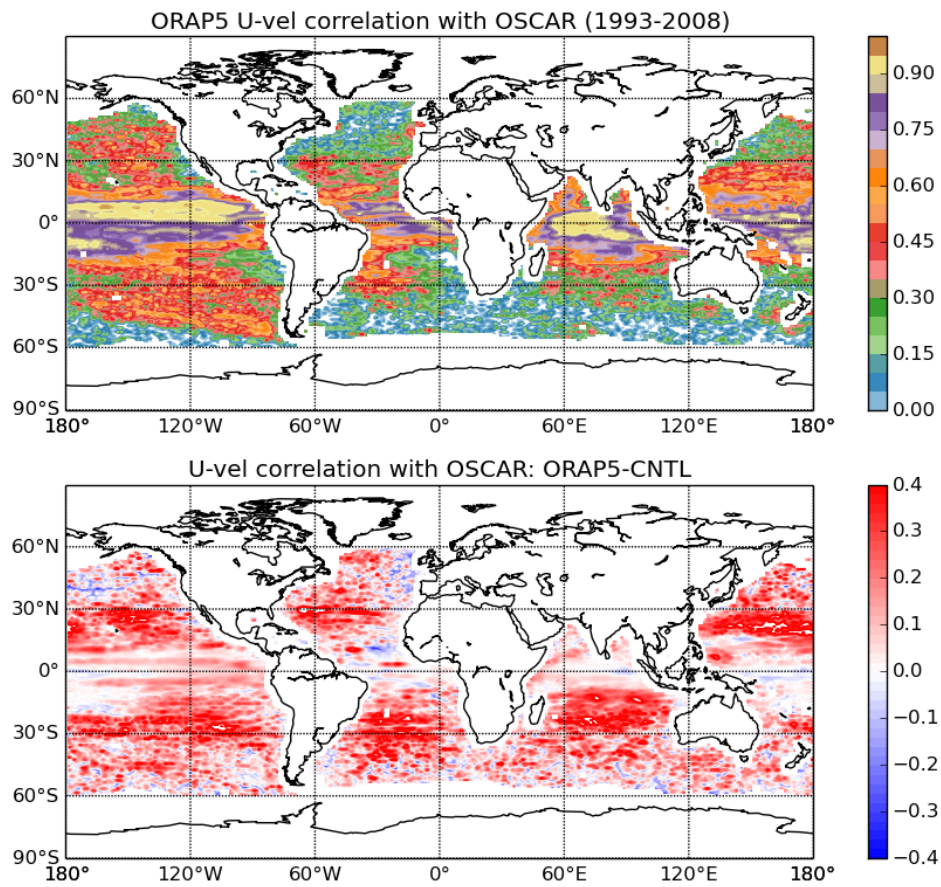 ORAP5 U-vel correlation with OSCAR (1993-2008)
60°N
30°N
0°
30°S
60°S
90°S
180°
120°W
60°W
0°
60°E
120°E
180°
0.90
0.75
0.60
0.45
0.30
0.15
0.00
U-vel correlation with OSCAR: ORAP5-CNTL
60°N
30°N
0°
30°S
60°S
90°S
180°
120°W
60°W
0°
60°E
120°E
180°
0.4
0.3
0.2
0.1
0.0
−0.1
−0.2
−0.3
−0.4